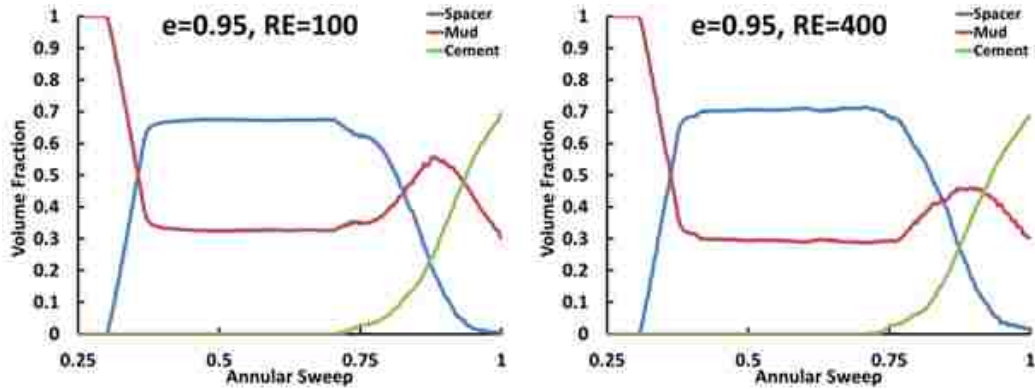 e=0.95, RE=100
Spacer
Mud
Cement
Volume Fraction
1
0.9
0.8
0.7
0.6
0.5
0.4
0.3
0.2
0.1
0
0.25
0.5
0.75
1
Annular Sweep
e=0.95, RE=400
Spacer
Mud
Cement
Volume Fraction
1
0.9
0.8
0.7
0.6
0.5
0.4
0.3
0.2
0.1
0
0.25
0.5
0.75
1
Annular Sweep